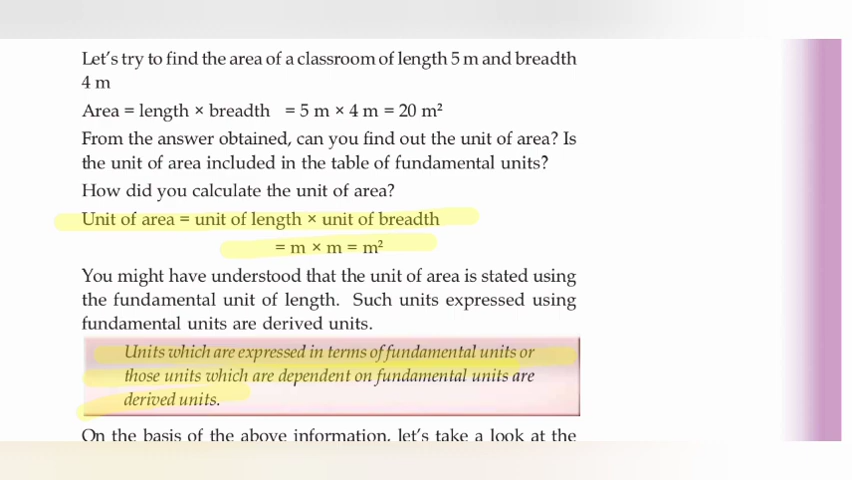 Let's try to find the area of a classroom of length 5 m and breadth
4 m
Area = length × breadth = 5 m × 4 m = 20 m²
From the answer obtained, can you find out the unit of area? Is
the unit of area included in the table of fundamental units?
How did you calculate the unit of area?
Unit of area = unit of length × unit of breadth
= m × m = m²
You might have understood that the unit of area is stated using
the fundamental unit of length. Such units expressed using
fundamental units are derived units.
Units which are expressed in terms of fundamental units or
those units which are dependent on fundamental units are
derived units.
On the basis of the above information, let's take a look at the